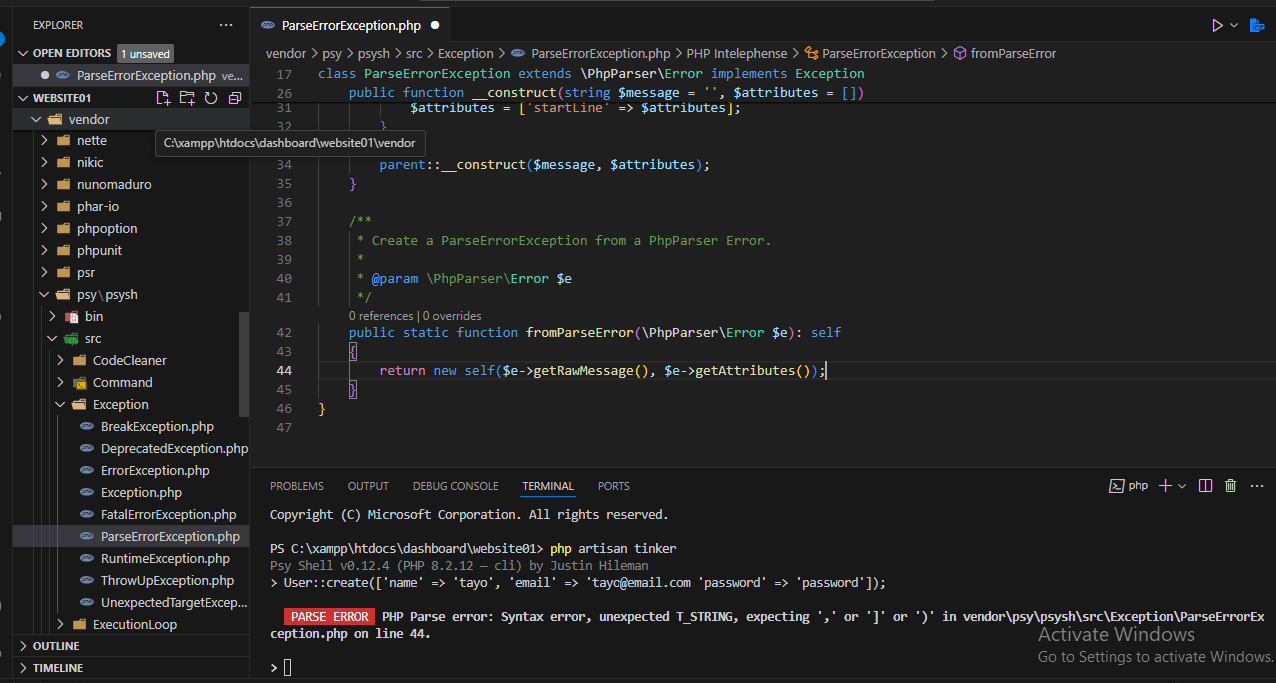 EXPLORER
ParseErrorException.php
OPEN EDITORS 1 unsaved
ParseErrorException.php ve...
WEBSITE01
vendor
nette
nikic
nunomaduro
phar-io
phpoption
phpunit
psr
psy\psysh
bin
src
CodeCleaner
Command
Exception
BreakException.php
DeprecatedException.php
ErrorException.php
Exception.php
FatalErrorException.php
ParseErrorException.php
RuntimeException.php
ThrowUpException.php
UnexpectedTargetExcep...
ExecutionLoop
OUTLINE
TIMELINE
C:\xampp\htdocs\dashboard\website01\vendor
vendor > psy > psysh > src > Exception > ParseErrorException.php > PHP Intelephense > ParseErrorException > fromParseError
17 class ParseErrorException extends \PhpParser\Error implements Exception
26 public function __construct(string $message = '', $attributes = [])
31 $attributes = ['startLine' => $attributes];
32 }
34 parent::__construct($message, $attributes);
35 }
36
37 /**
38 * Create a ParseErrorException from a PhpParser Error.
39 *
40 * @param \PhpParser\Error $e
41 */
0 references | 0 overrides
42 public static function fromParseError(\PhpParser\Error $e): self
43 {
44 return new self($e->getRawMessage(), $e->getAttributes());
45 }
46 }
47
PROBLEMS OUTPUT DEBUG CONSOLE TERMINAL PORTS
php
Copyright (C) Microsoft Corporation. All rights reserved.
PS C:\xampp\htdocs\dashboard\website01> php artisan tinker
Psy Shell v0.12.4 (PHP 8.2.12 — cli) by Justin Hileman
> User::create(['name' => 'tayo', 'email' => 'tayc@email.com 'password' => 'password']);
PARSE ERROR PHP Parse error: Syntax error, unexpected T_STRING, expecting ',' or ']' or ')' in vendor\psy\psysh\src\Exception\ParseErrorEx
ception.php on line 44.
>
Activate Windows
Go to Settings to activate Windows.